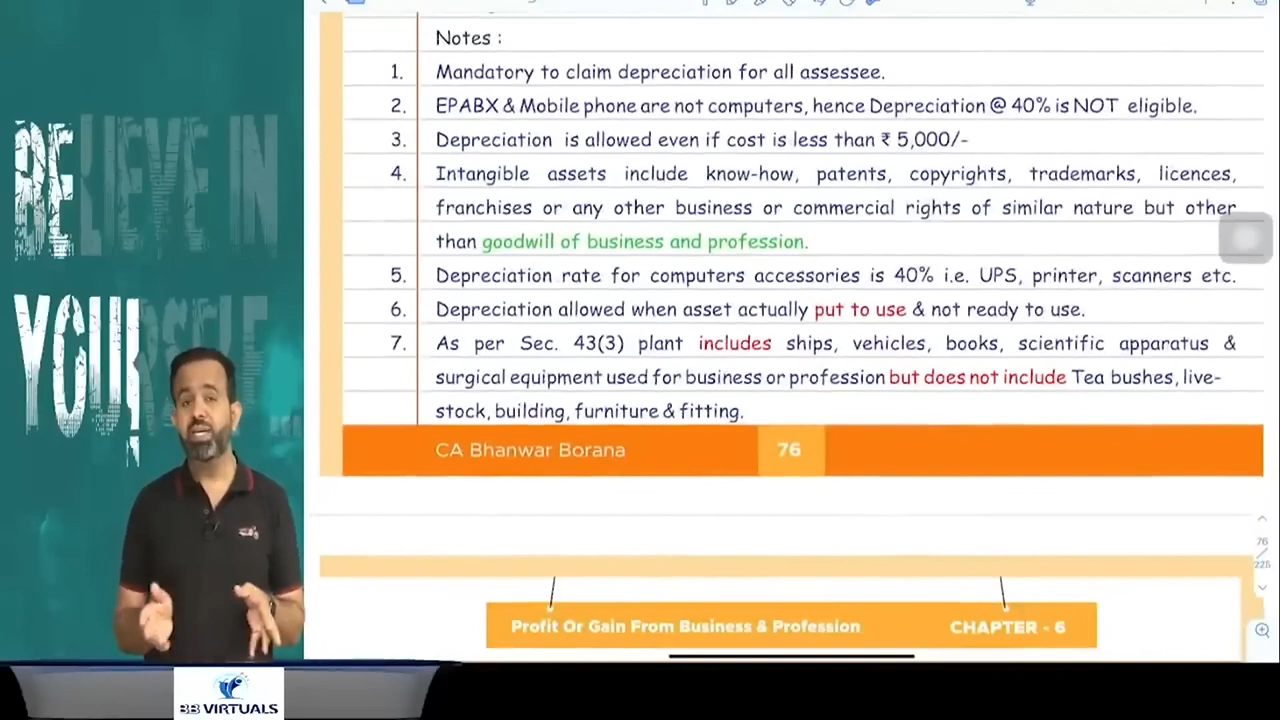 BELIEVE IN
YOURSELF...
Notes :
1. Mandatory to claim depreciation for all assessee.
2. EPABX & Mobile phone are not computers, hence Depreciation @ 40% is NOT eligible.
3. Depreciation is allowed even if cost is less than ₹ 5,000/-
4. Intangible assets include know-how, patents, copyrights, trademarks, licences,
franchises or any other business or commercial rights of similar nature but other
than goodwill of business and profession.
5. Depreciation rate for computers accessories is 40% i.e. UPS, printer, scanners etc.
6. Depreciation allowed when asset actually put to use & not ready to use.
7. As per Sec. 43(3) plant includes ships, vehicles, books, scientific apparatus &
surgical equipment used for business or profession but does not include Tea bushes, live-
stock, building, furniture & fitting.
CA Bhanwar Borana 76
76
225
Profit Or Gain From Business & Profession CHAPTER - 6
BB VIRTUALS